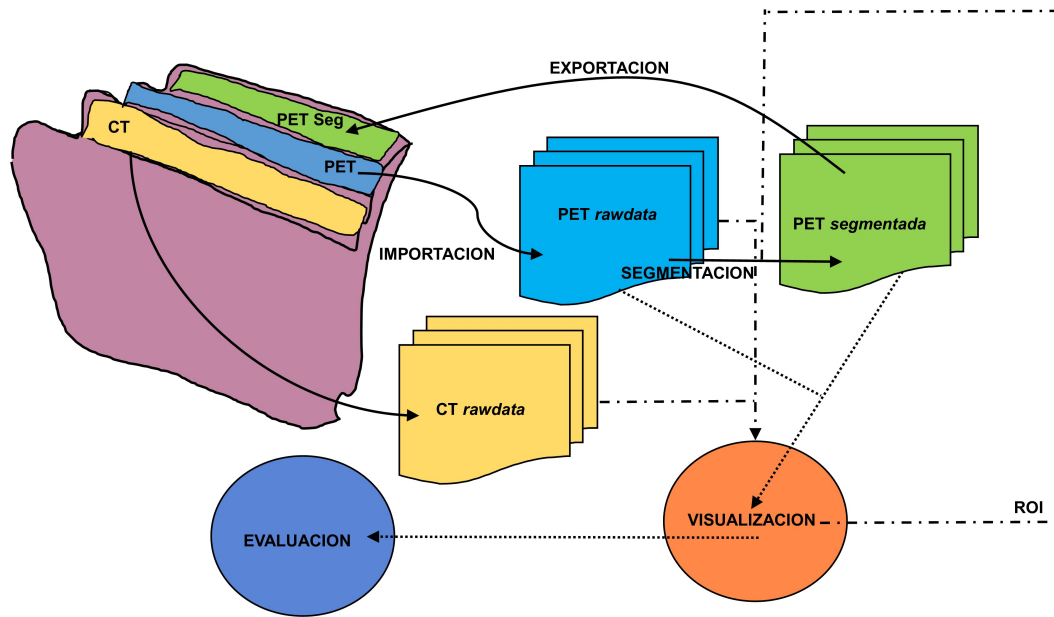 EXPORTACION
CT
PET Seg
PET
PET rawdata
PET segmentada
IMPORTACION
SEGMENTACION
CT rawdata
ROI
VISUALIZACION
EVALUACION